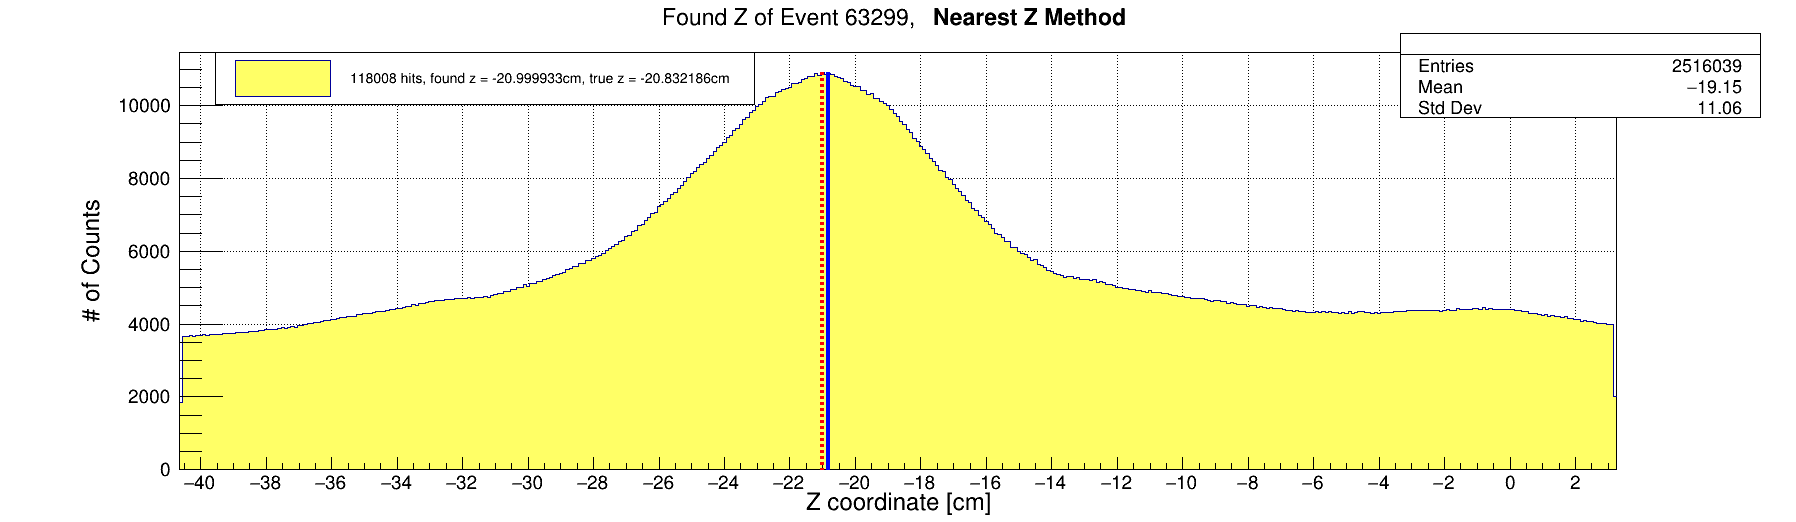 Found Z of Event 63299, Nearest Z Method
118008 hits, found z = -20.999933cm, true z = -20.832186cm
Entries 2516039
Mean −19.15
Std Dev 11.06
10000
8000
6000
4000
2000
0
# of Counts
−40 −38 −36 −34 −32 −30 −28 −26 −24 −22 −20 −18 −16 −14 −12 −10 −8 −6 −4 −2 0 2
Z coordinate [cm]